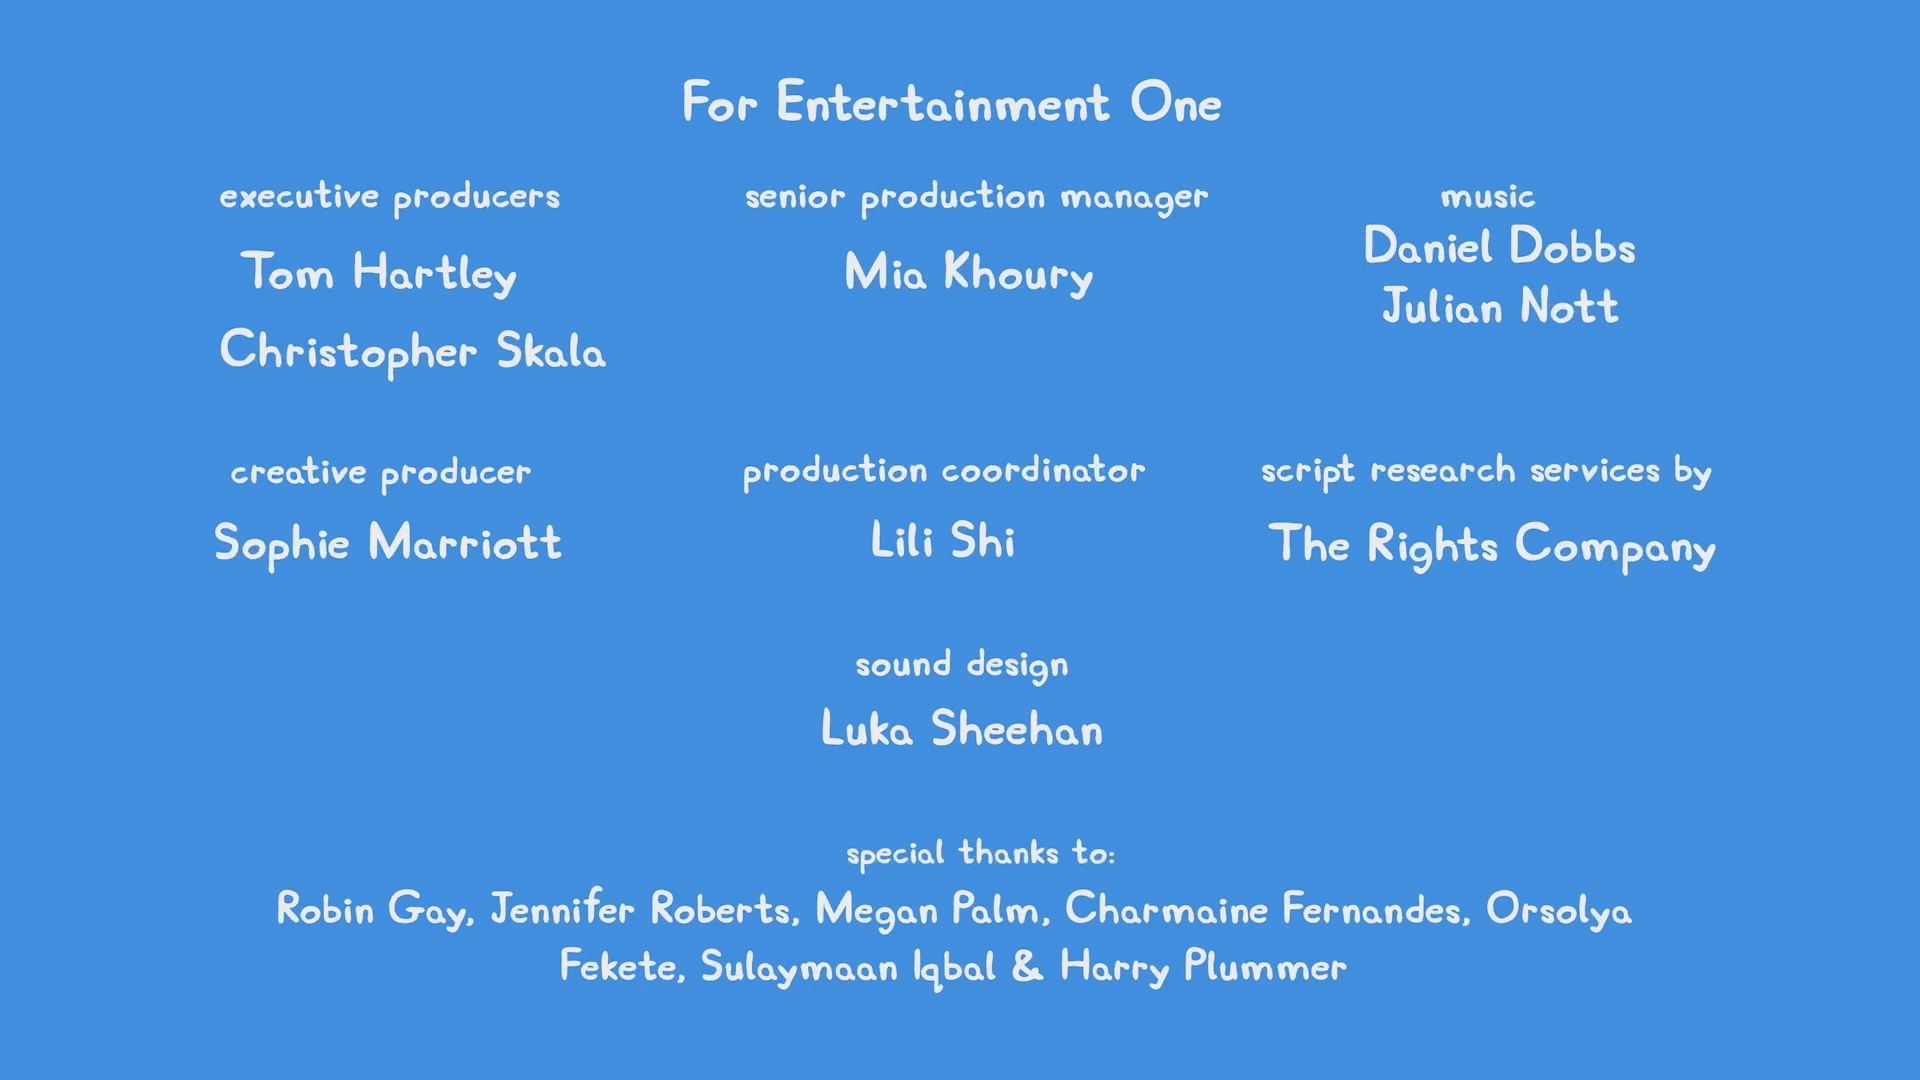 For Entertainment One
executive producers
Tom Hartley
Christopher Skala
senior production manager
Mia Khoury
music
Daniel Dobbs
Julian Nott
creative producer
Sophie Marriott
production coordinator
Lili Shi
script research services by
The Rights Company
sound design
Luka Sheehan
special thanks to:
Robin Gay, Jennifer Roberts, Megan Palm, Charmaine Fernandes, Orsolya
Fekete, Sulaymaan Iqbal & Harry Plummer